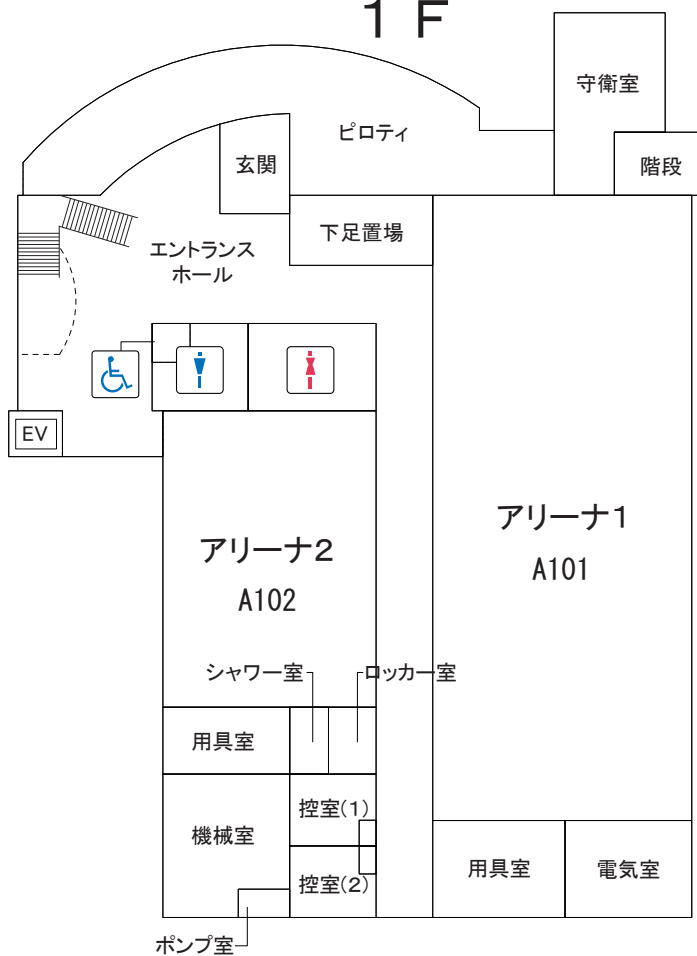 1F
守衛室
ピロティ
玄関
階段
下足置場
エントランス
ホール
EV
アリーナ1
A101
アリーナ2
A102
シャワー室
ロッカー室
用具室
控室(1)
機械室
控室(2)
用具室
電気室
ポンプ室